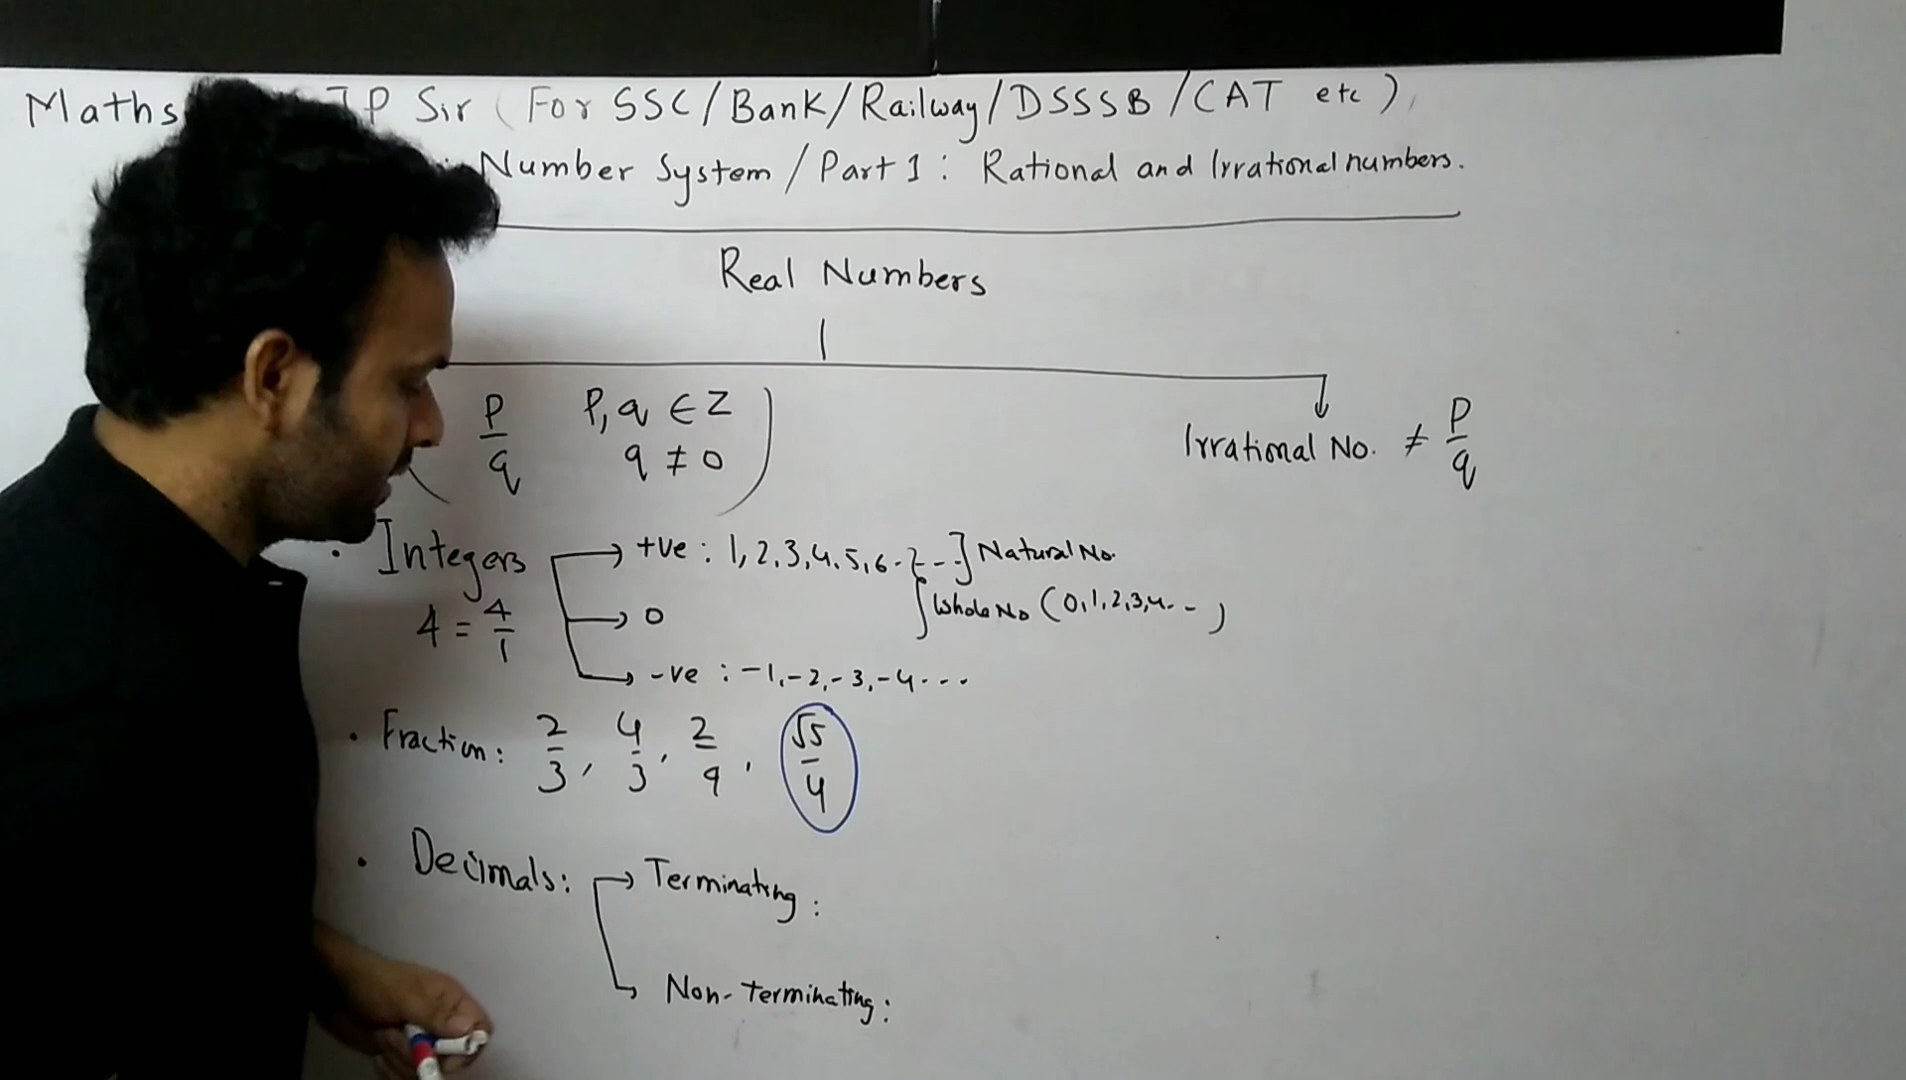 Maths JP Sir (For SSC/Bank/Railway/DSSSB/CAT etc)
Number System / Part 1: Rational and Irrational numbers.
Real Numbers
p/q p, q ∈ Z
q ≠ 0
Irrational No. ≠ p/q
· Integers → +ve : 1, 2, 3, 4, 5, 6 - - - ] Natural No.
Whole No (0, 1, 2, 3, 4 - - )
4 = 4/1 → 0
→ -ve : -1, -2, -3, -4 ...
· Fraction: 2/3, 4/3, 2/9, √5/4
· Decimals: → Terminating :
→ Non-terminating :